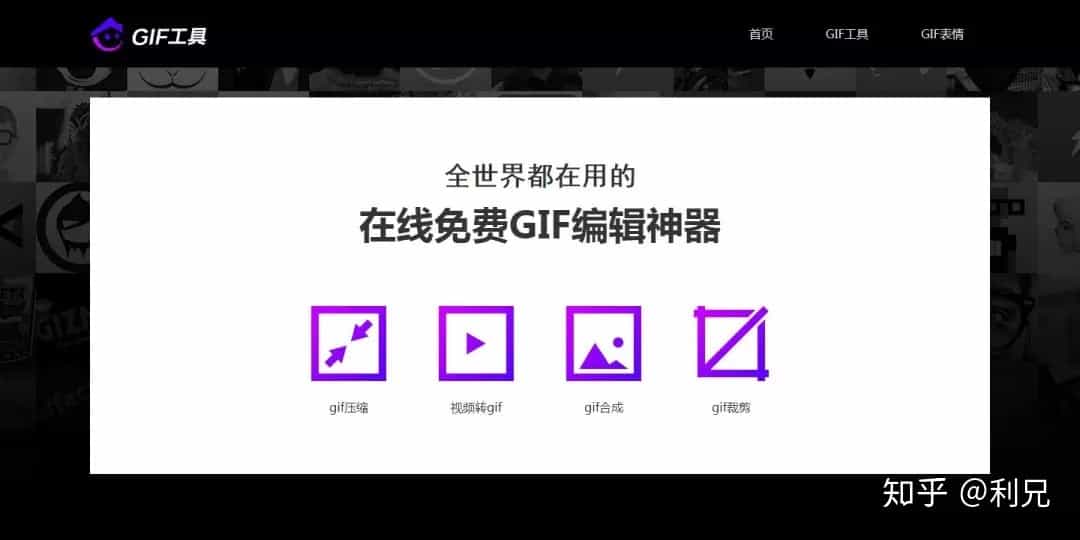 GIF工具
首页
GIF工具
GIF表情
全世界都在用的
在线免费GIF编辑神器
gif压缩
视频转gif
gif合成
gif裁剪
知乎 @利兄